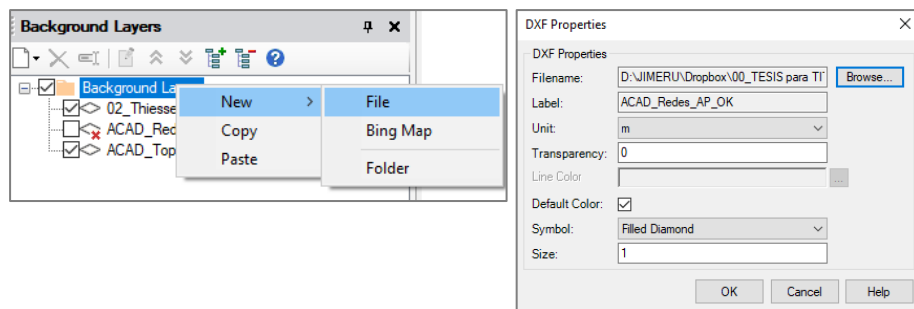 Background Layers
Background La
New
File
02_Thiesse
Copy
Bing Map
ACAD_Red
Paste
ACAD_Top
Folder
DXF Properties
DXF Properties
Filename: D:\JIMERU\Dropbox\00_TESIS para TI Browse...
Label: ACAD_Redes_AP_OK
Unit: m
Transparency: 0
Line Color ...
Default Color:
Symbol: Filled Diamond
Size: 1
OK Cancel Help